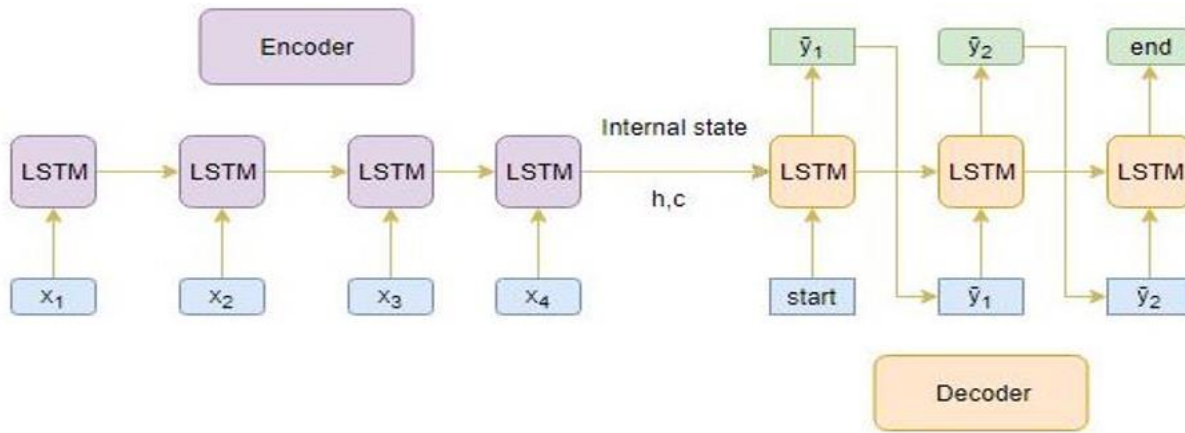 Encoder
ȳ₁ ȳ₂ end
Internal state
LSTM LSTM LSTM LSTM LSTM LSTM LSTM
h,c
x₁ x₂ x₃ x₄ start ȳ₁ ȳ₂
Decoder